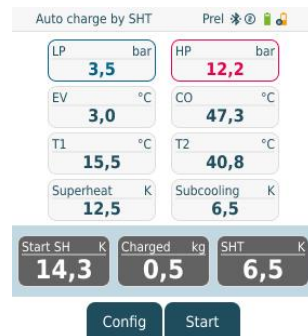 Auto charge by SHT Prel
LP bar HP bar
3,5 12,2
EV °C CO °C
3,0 47,3
T1 °C T2 °C
15,5 40,8
Superheat K Subcooling K
12,5 6,5
Start SH K Charged kg SHT K
14,3 0,5 6,5
Config Start